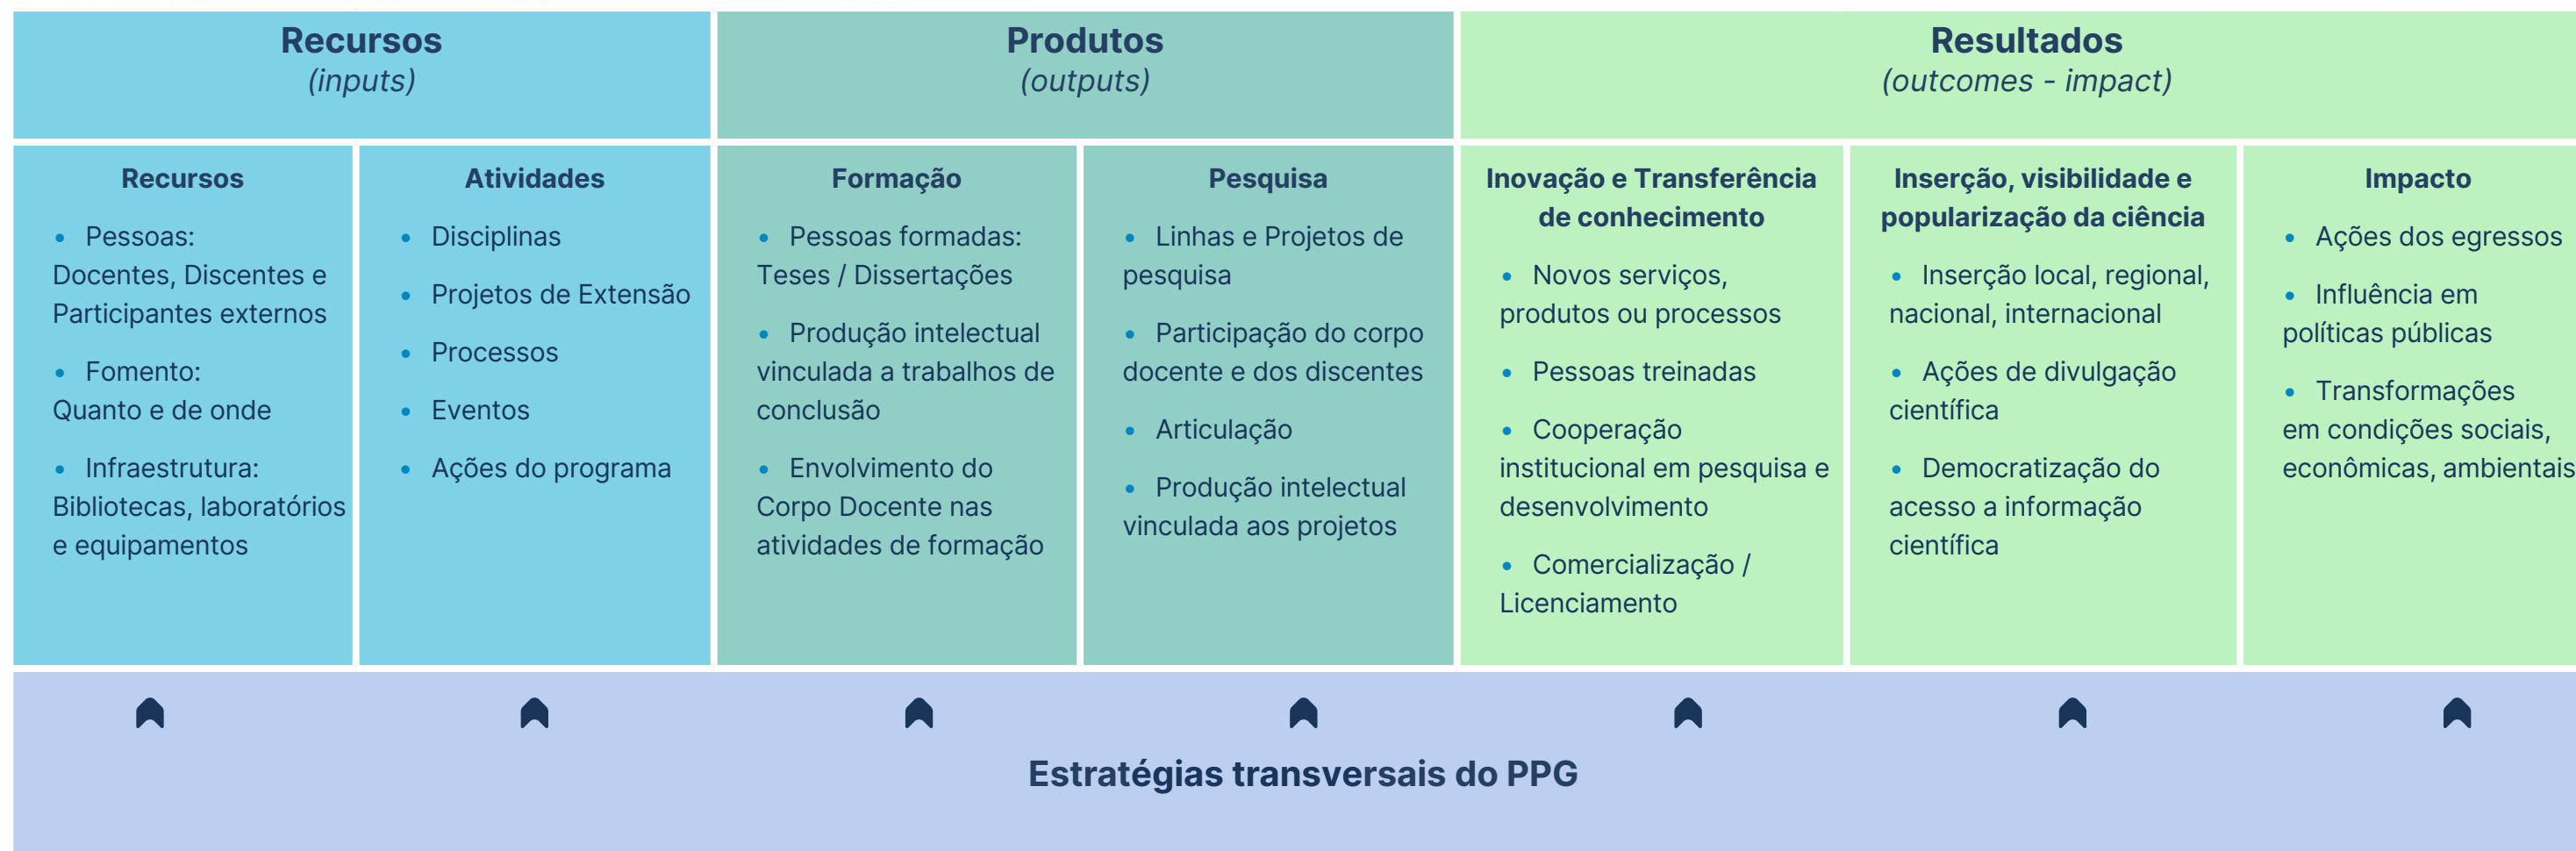 Recursos
(inputs)
Produtos
(outputs)
Resultados
(outcomes - impact)
Recursos
• Pessoas:
Docentes, Discentes e
Participantes externos
• Fomento:
Quanto e de onde
• Infraestrutura:
Bibliotecas, laboratórios
e equipamentos
Atividades
• Disciplinas
• Projetos de Extensão
• Processos
• Eventos
• Ações do programa
Formação
• Pessoas formadas:
Teses / Dissertações
• Produção intelectual
vinculada a trabalhos de
conclusão
• Envolvimento do
Corpo Docente nas
atividades de formação
Pesquisa
• Linhas e Projetos de
pesquisa
• Participação do corpo
docente e dos discentes
• Articulação
• Produção intelectual
vinculada aos projetos
Inovação e Transferência
de conhecimento
• Novos serviços,
produtos ou processos
• Pessoas treinadas
• Cooperação
institucional em pesquisa e
desenvolvimento
• Comercialização /
Licenciamento
Inserção, visibilidade e
popularização da ciência
• Inserção local, regional,
nacional, internacional
• Ações de divulgação
científica
• Democratização do
acesso a informação
científica
Impacto
• Ações dos egressos
• Influência em
políticas públicas
• Transformações
em condições sociais,
econômicas, ambientais
Estratégias transversais do PPG